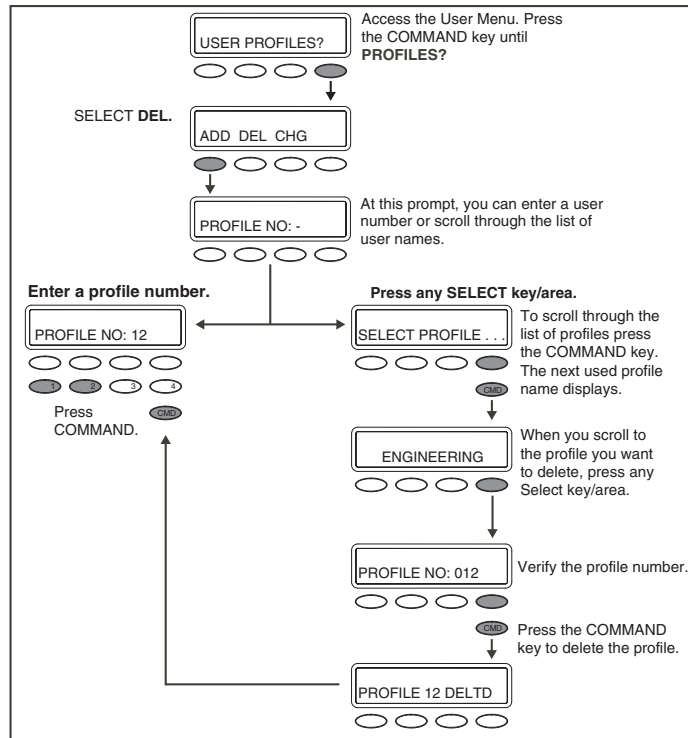 USER PROFILES?
Access the User Menu. Press
the COMMAND key until
PROFILES?
SELECT DEL.
ADD DEL CHG
PROFILE NO: -
At this prompt, you can enter a user
number or scroll through the list of
user names.
Enter a profile number.
PROFILE NO: 12
1 2 3 4
Press
COMMAND.
CMD
Press any SELECT key/area.
SELECT PROFILE . . .
To scroll through the
list of profiles press
the COMMAND key.
The next used profile
name displays.
CMD
ENGINEERING
When you scroll to
the profile you want
to delete, press any
Select key/area.
PROFILE NO: 012
Verify the profile number.
CMD
Press the COMMAND
key to delete the profile.
PROFILE 12 DELTD